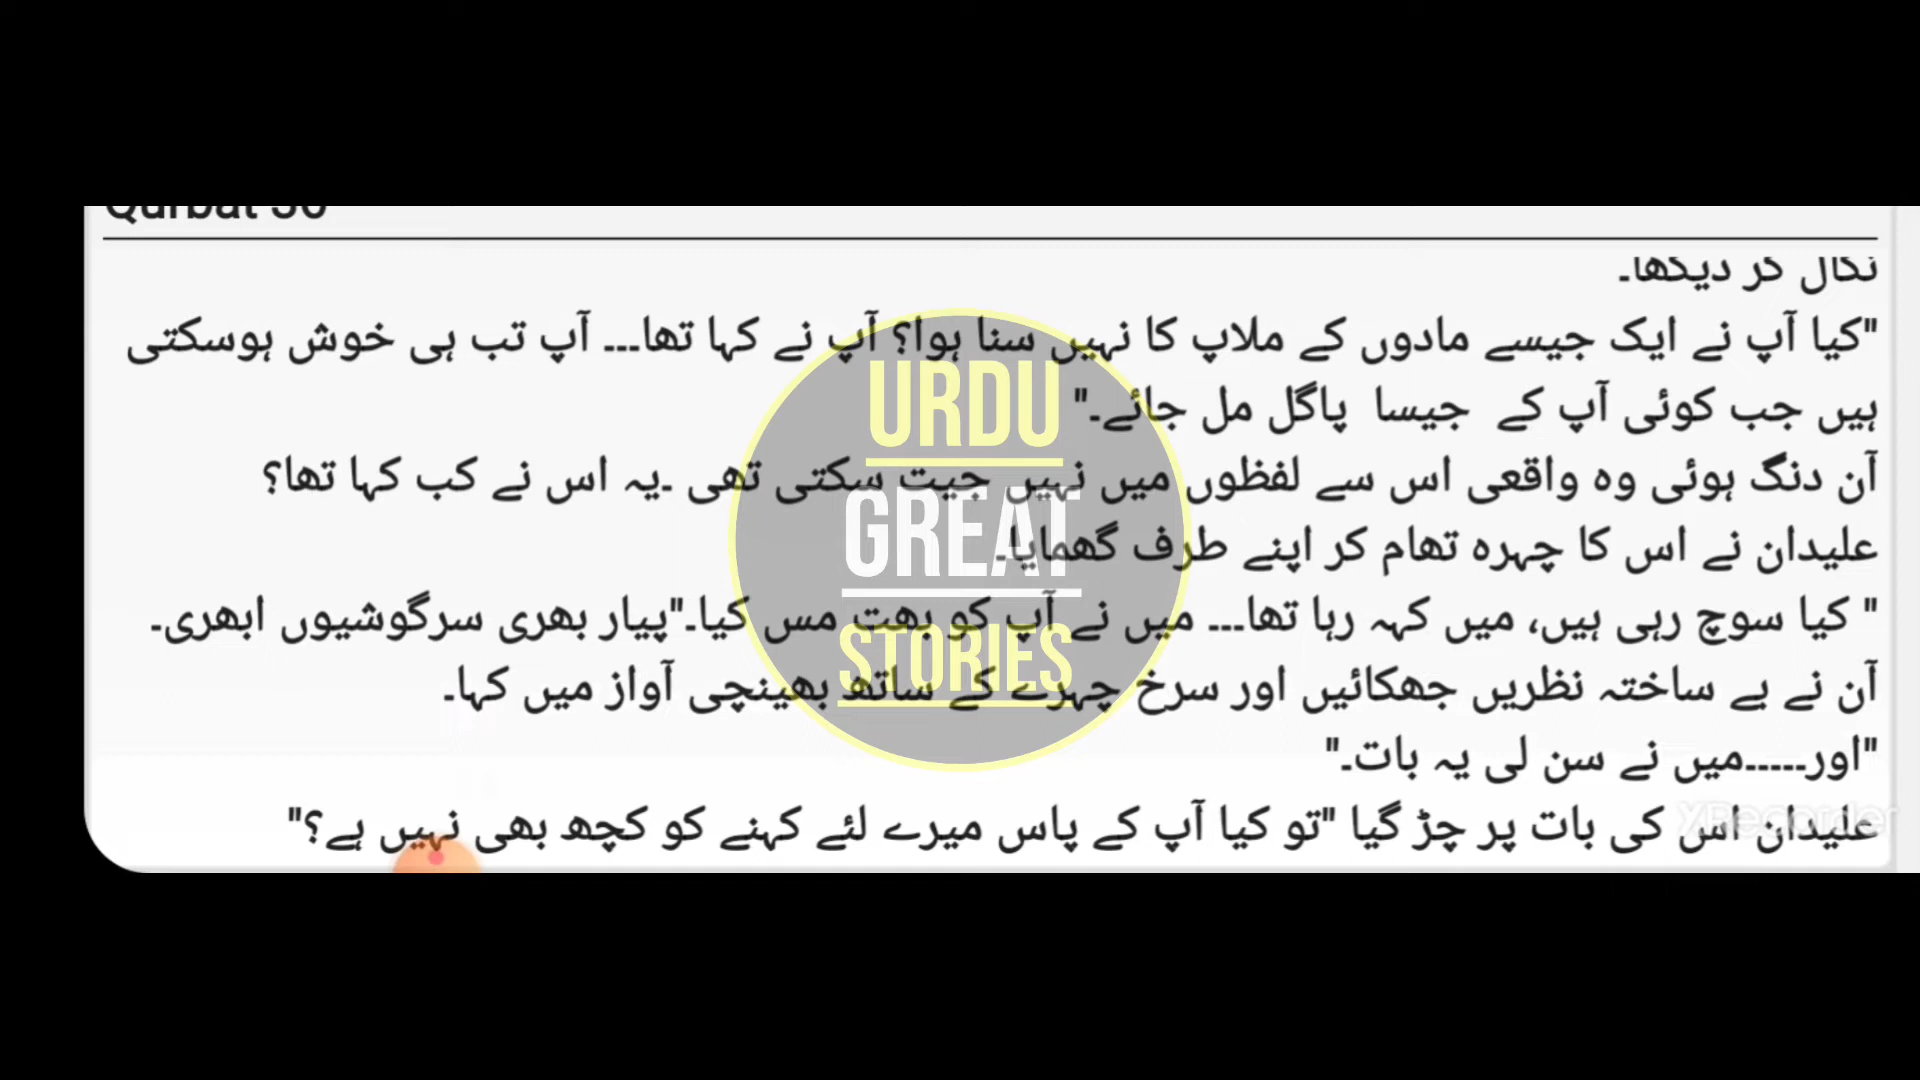 Qurbat 36
نکال کر دیکھا۔
"کیا آپ نے ایک جیسے مادوں کے ملاپ کا نہیں سنا ہوا؟ آپ نے کہا تھا۔۔۔ آپ تب ہی خوش ہوسکتی
ہیں جب کوئی آپ کے جیسا پاگل مل جائے۔"
آن دنگ ہوئی وہ واقعی اس سے لفظوں میں نہیں جیت سکتی تھی ۔یہ اس نے کب کہا تھا؟
علیدان نے اس کا چہرہ تھام کر اپنے طرف گھمایا۔
" کیا سوچ رہی ہیں، میں کہہ رہا تھا۔۔۔ میں نے آپ کو بھت مس کیا۔"پیار بھری سرگوشیوں ابھری۔
آن نے بے ساختہ نظریں جھکائیں اور سرخ چہرے کے ساتھ بھینچی آواز میں کہا۔
"اور۔۔۔۔۔میں نے سن لی یہ بات۔"
علیدان اس کی بات پر چڑ گیا "تو کیا آپ کے پاس میرے لئے کہنے کو کچھ بھی نہیں ہے؟"
URDU
GREAT
STORIES
XRecorder